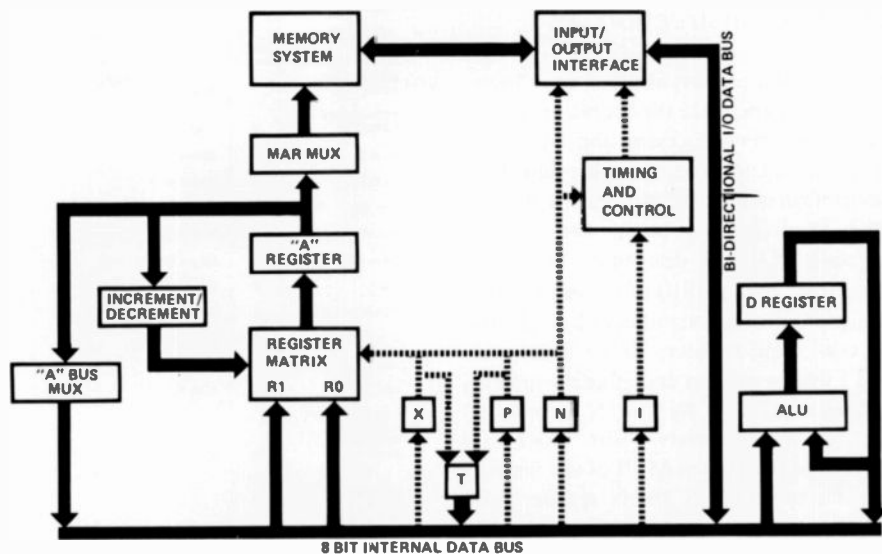 MEMORY
SYSTEM
INPUT/
OUTPUT
INTERFACE
MAR MUX
TIMING
AND
CONTROL
BI-DIRECTIONAL I/O DATA BUS
"A"
REGISTER
INCREMENT/
DECREMENT
D REGISTER
REGISTER
MATRIX
R1 R0
"A" BUS
MUX
X
P
N
I
ALU
T
8 BIT INTERNAL DATA BUS